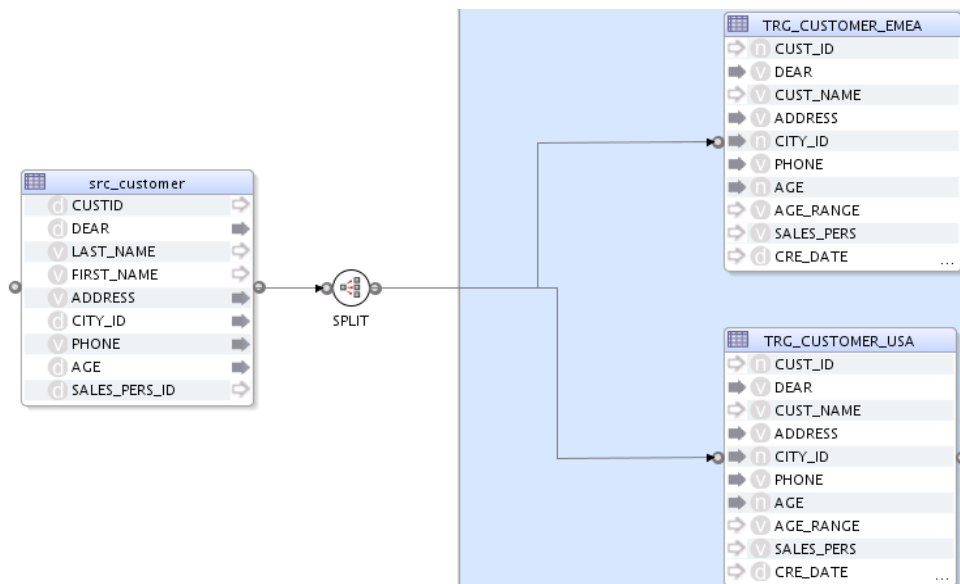 src_customer
d CUSTID
d DEAR
v LAST_NAME
v FIRST_NAME
v ADDRESS
d CITY_ID
v PHONE
d AGE
d SALES_PERS_ID
SPLIT
TRG_CUSTOMER_EMEA
n CUST_ID
v DEAR
v CUST_NAME
v ADDRESS
n CITY_ID
v PHONE
n AGE
v AGE_RANGE
v SALES_PERS
d CRE_DATE
...
TRG_CUSTOMER_USA
n CUST_ID
v DEAR
v CUST_NAME
v ADDRESS
n CITY_ID
v PHONE
n AGE
v AGE_RANGE
v SALES_PERS
d CRE_DATE
...